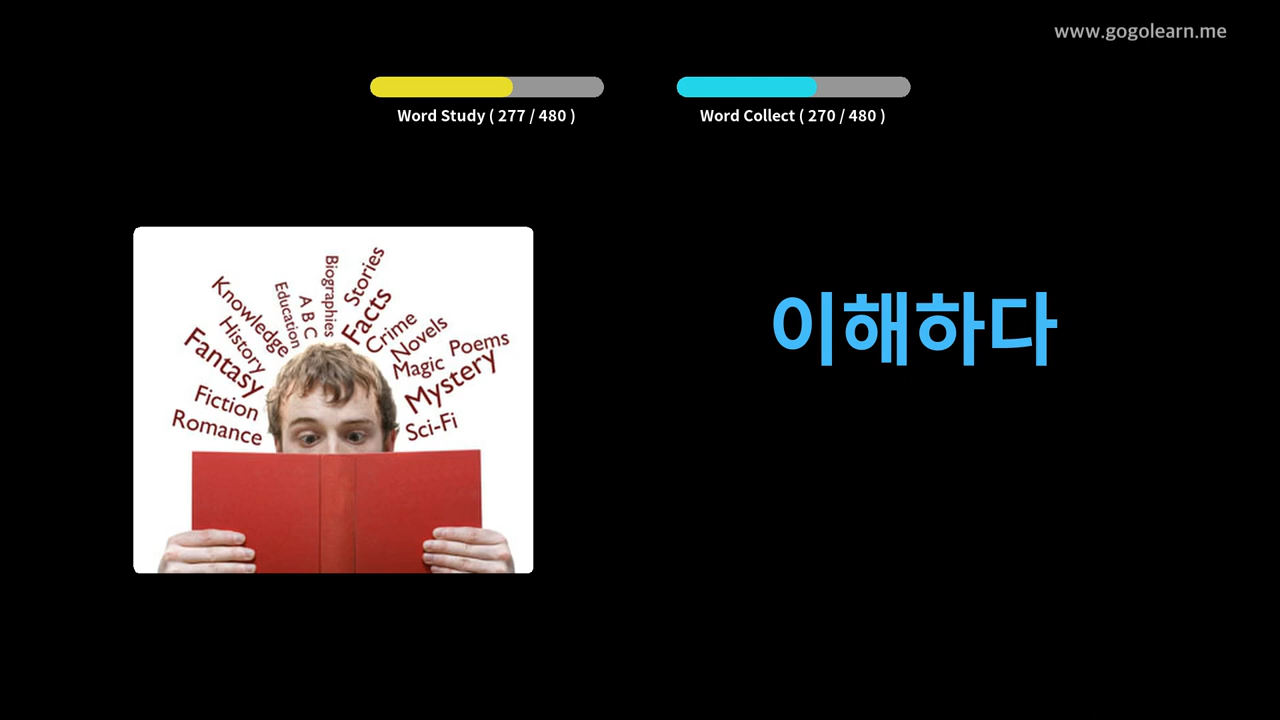 www.gogolearn.me
Word Study ( 277 / 480 )
Word Collect ( 270 / 480 )
Biographies
Stories
Knowledge
Education
A B C
Facts
History
Crime
Novels
Fantasy
Magic
Poems
Mystery
Fiction
Romance
Sci-Fi
이해하다